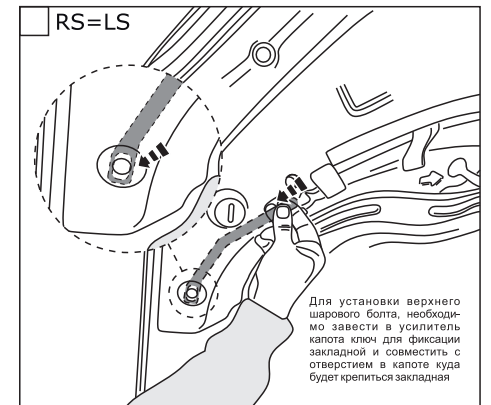 RS=LS
Для установки верхнего
шарового болта, необходи-
мо завести в усилитель
капота ключ для фиксации
закладной и совместить с
отверстием в капоте куда
будет крепиться закладная